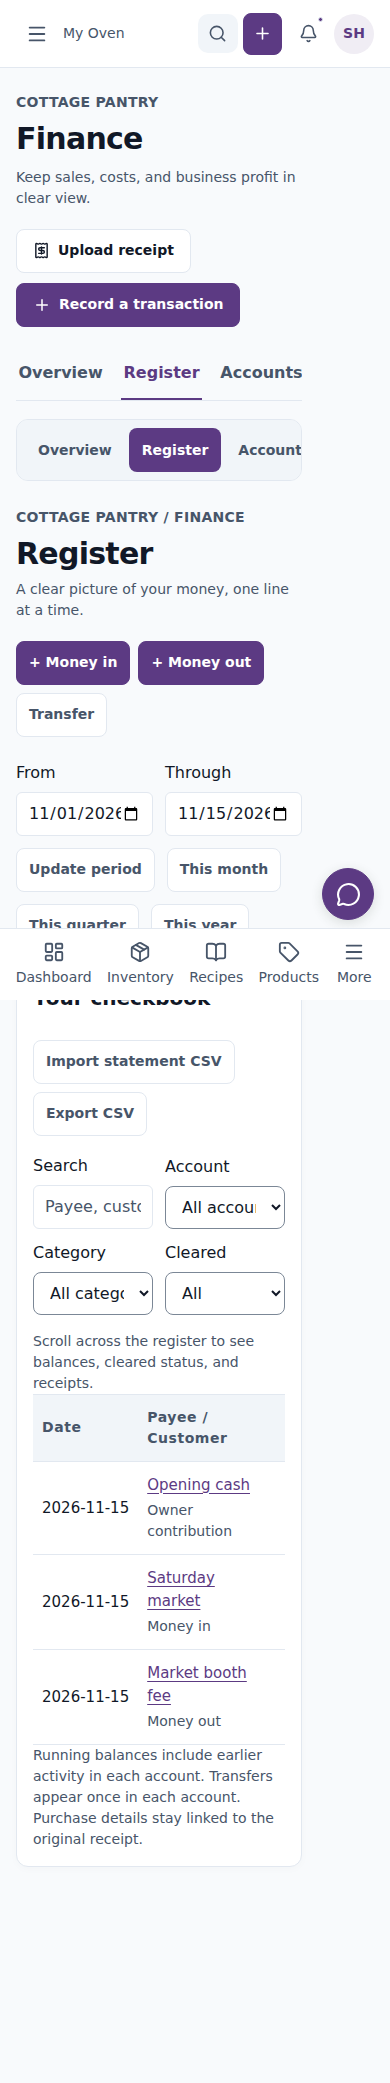 My Oven
SH
COTTAGE PANTRY
Finance
Keep sales, costs, and business profit in
clear view.
Upload receipt
Record a transaction
Overview Register Accounts
Overview Register Account
COTTAGE PANTRY / FINANCE
Register
A clear picture of your money, one line
at a time.
+ Money in + Money out
Transfer
From Through
11/01/2026 11/15/2026
Update period This month
This quarter This year
Dashboard Inventory Recipes Products More
Your checkbook
Import statement CSV
Export CSV
Search Account
Payee, custo All accou
Category Cleared
All catego All
Scroll across the register to see
balances, cleared status, and
receipts.
Date Payee /
Customer
2026-11-15 Opening cash
Owner
contribution
2026-11-15 Saturday
market
Money in
2026-11-15 Market booth
fee
Money out
Running balances include earlier
activity in each account. Transfers
appear once in each account.
Purchase details stay linked to the
original receipt.